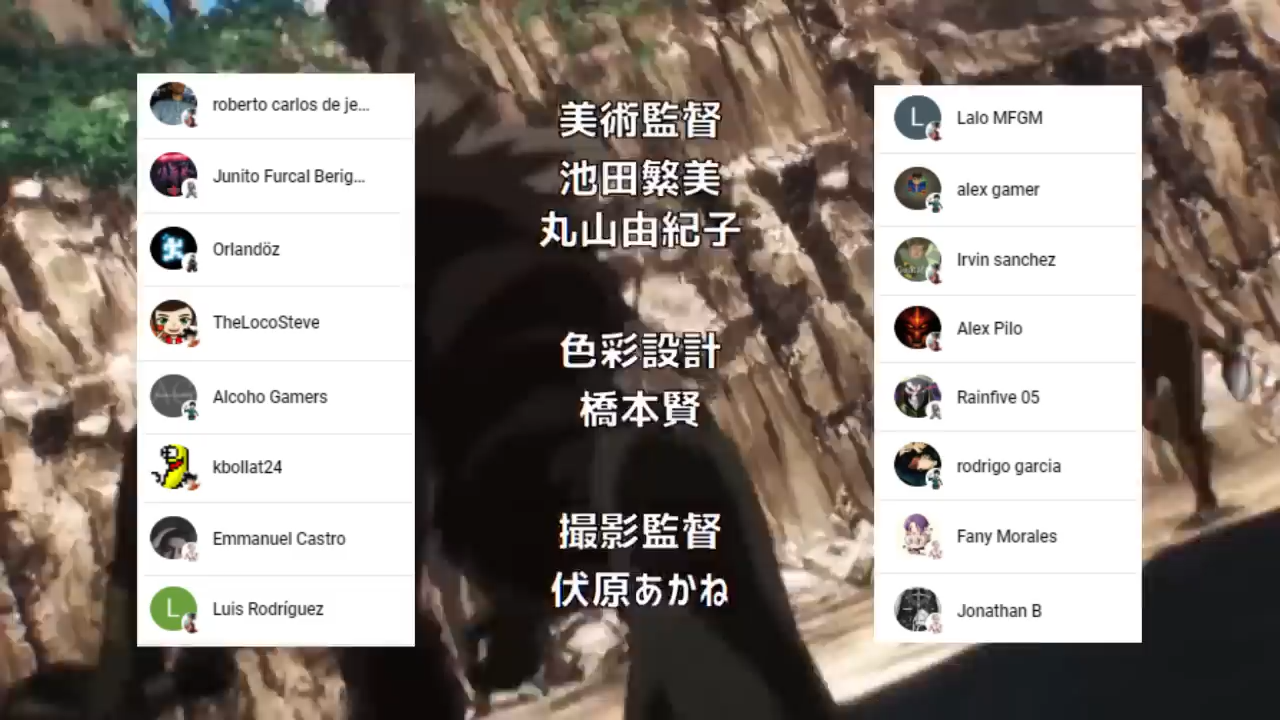 roberto carlos de je...
Junito Furcal Berig...
Orlandöz
TheLocoSteve
Alcoho Gamers
kbollat24
Emmanuel Castro
L
Luis Rodríguez
美術監督
池田繁美
丸山由紀子
色彩設計
橋本賢
撮影監督
伏原あかね
L
Lalo MFGM
alex gamer
Irvin sanchez
Alex Pilo
Rainfive 05
rodrigo garcia
Fany Morales
Jonathan B